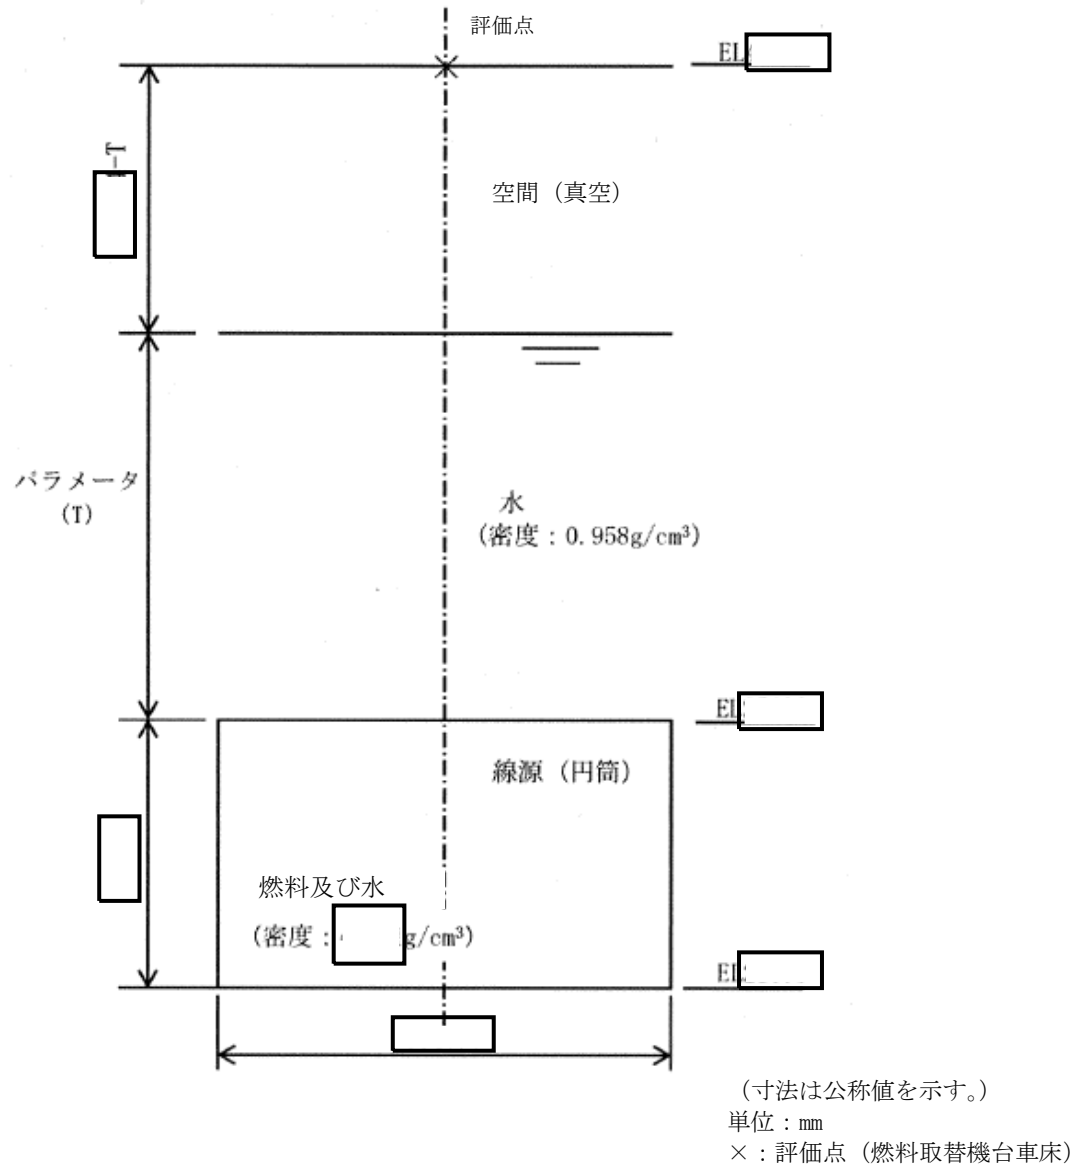 評価点
EL
-T
空間（真空）
パラメータ
(T)
水
(密度：0.958g/cm³)
EL
線源（円筒）
燃料及び水
(密度： g/cm³)
EL
（寸法は公称値を示す。）
単位：mm
×：評価点（燃料取替機台車床）